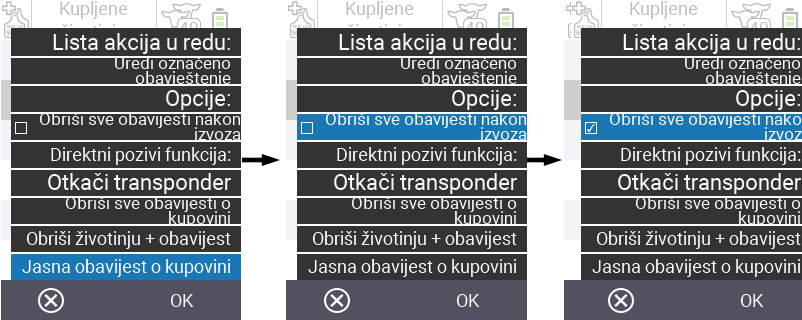 Kupljene
Lista akcija u redu:
Uredi označeno
obavještenje
Opcije:
Obriši sve obavijesti nakon
izvoza
Direktni pozivi funkcija:
Otkači transponder
Obriši sve obavijesti o
kupovini
Obriši životinju + obavijest
Jasna obavijest o kupovini
OK
Kupljene
Lista akcija u redu:
Uredi označeno
obavještenje
Opcije:
Obriši sve obavijesti nakon
izvoza
Direktni pozivi funkcija:
Otkači transponder
Obriši sve obavijesti o
kupovini
Obriši životinju + obavijest
Jasna obavijest o kupovini
OK
Kupljene
Lista akcija u redu:
Uredi označeno
obavještenje
Opcije:
Obriši sve obavijesti nako
izvoz
Direktni pozivi funkcija:
Otkači transponder
Obriši sve obavijesti o
kupovini
Obriši životinju + obavijest
Jasna obavijest o kupovini
OK